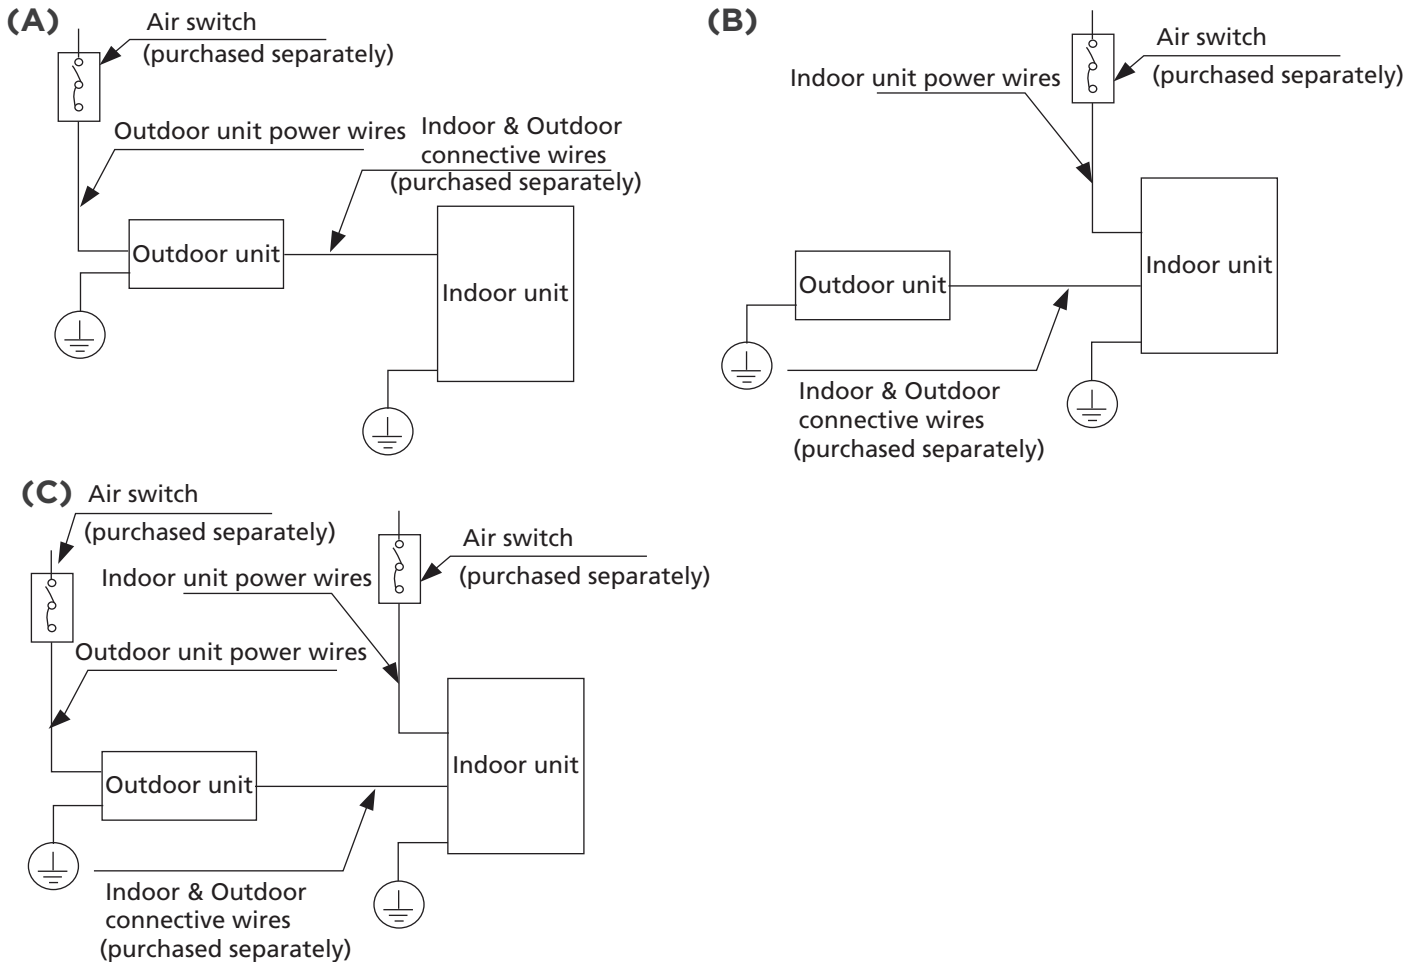 (A)
Air switch
(purchased separately)
Outdoor unit power wires
Indoor & Outdoor
connective wires
(purchased separately)
Outdoor unit
Indoor unit
(B)
Air switch
(purchased separately)
Indoor unit power wires
Outdoor unit
Indoor unit
Indoor & Outdoor
connective wires
(purchased separately)
(C)
Air switch
(purchased separately)
Air switch
(purchased separately)
Indoor unit power wires
Outdoor unit power wires
Outdoor unit
Indoor unit
Indoor & Outdoor
connective wires
(purchased separately)